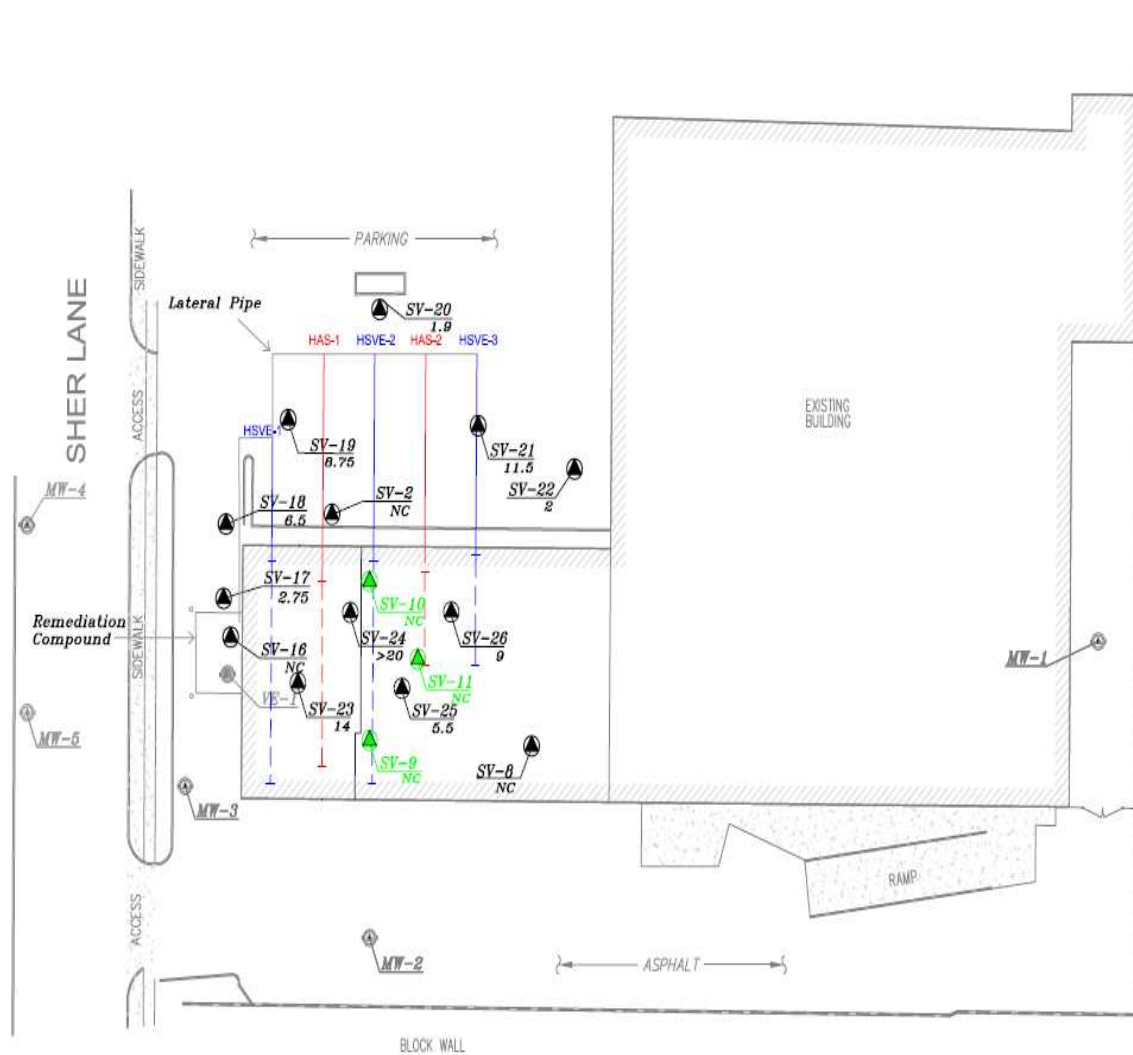 SIDEWALK
PARKING
SHER LANE
Lateral Pipe
SV-20
1.9
HAS-1
HSVE-2
HAS-2
HSVE-3
ACCESS
HSVE-1
SV-19
8.75
SV-21
11.5
EXISTING
BUILDING
MW-4
SV-18
6.5
SV-2
NC
SV-22
2
SV-17
2.75
SV-10
NC
Remediation
Compound
SIDEWALK
SV-16
NC
SV-24
>20
SV-26
9
MW-1
VE-1
SV-11
NC
SV-23
14
SV-25
5.5
MW-5
SV-9
NC
SV-8
NC
MW-3
RAMP
ACCESS
MW-2
ASPHALT
BLOCK WALL